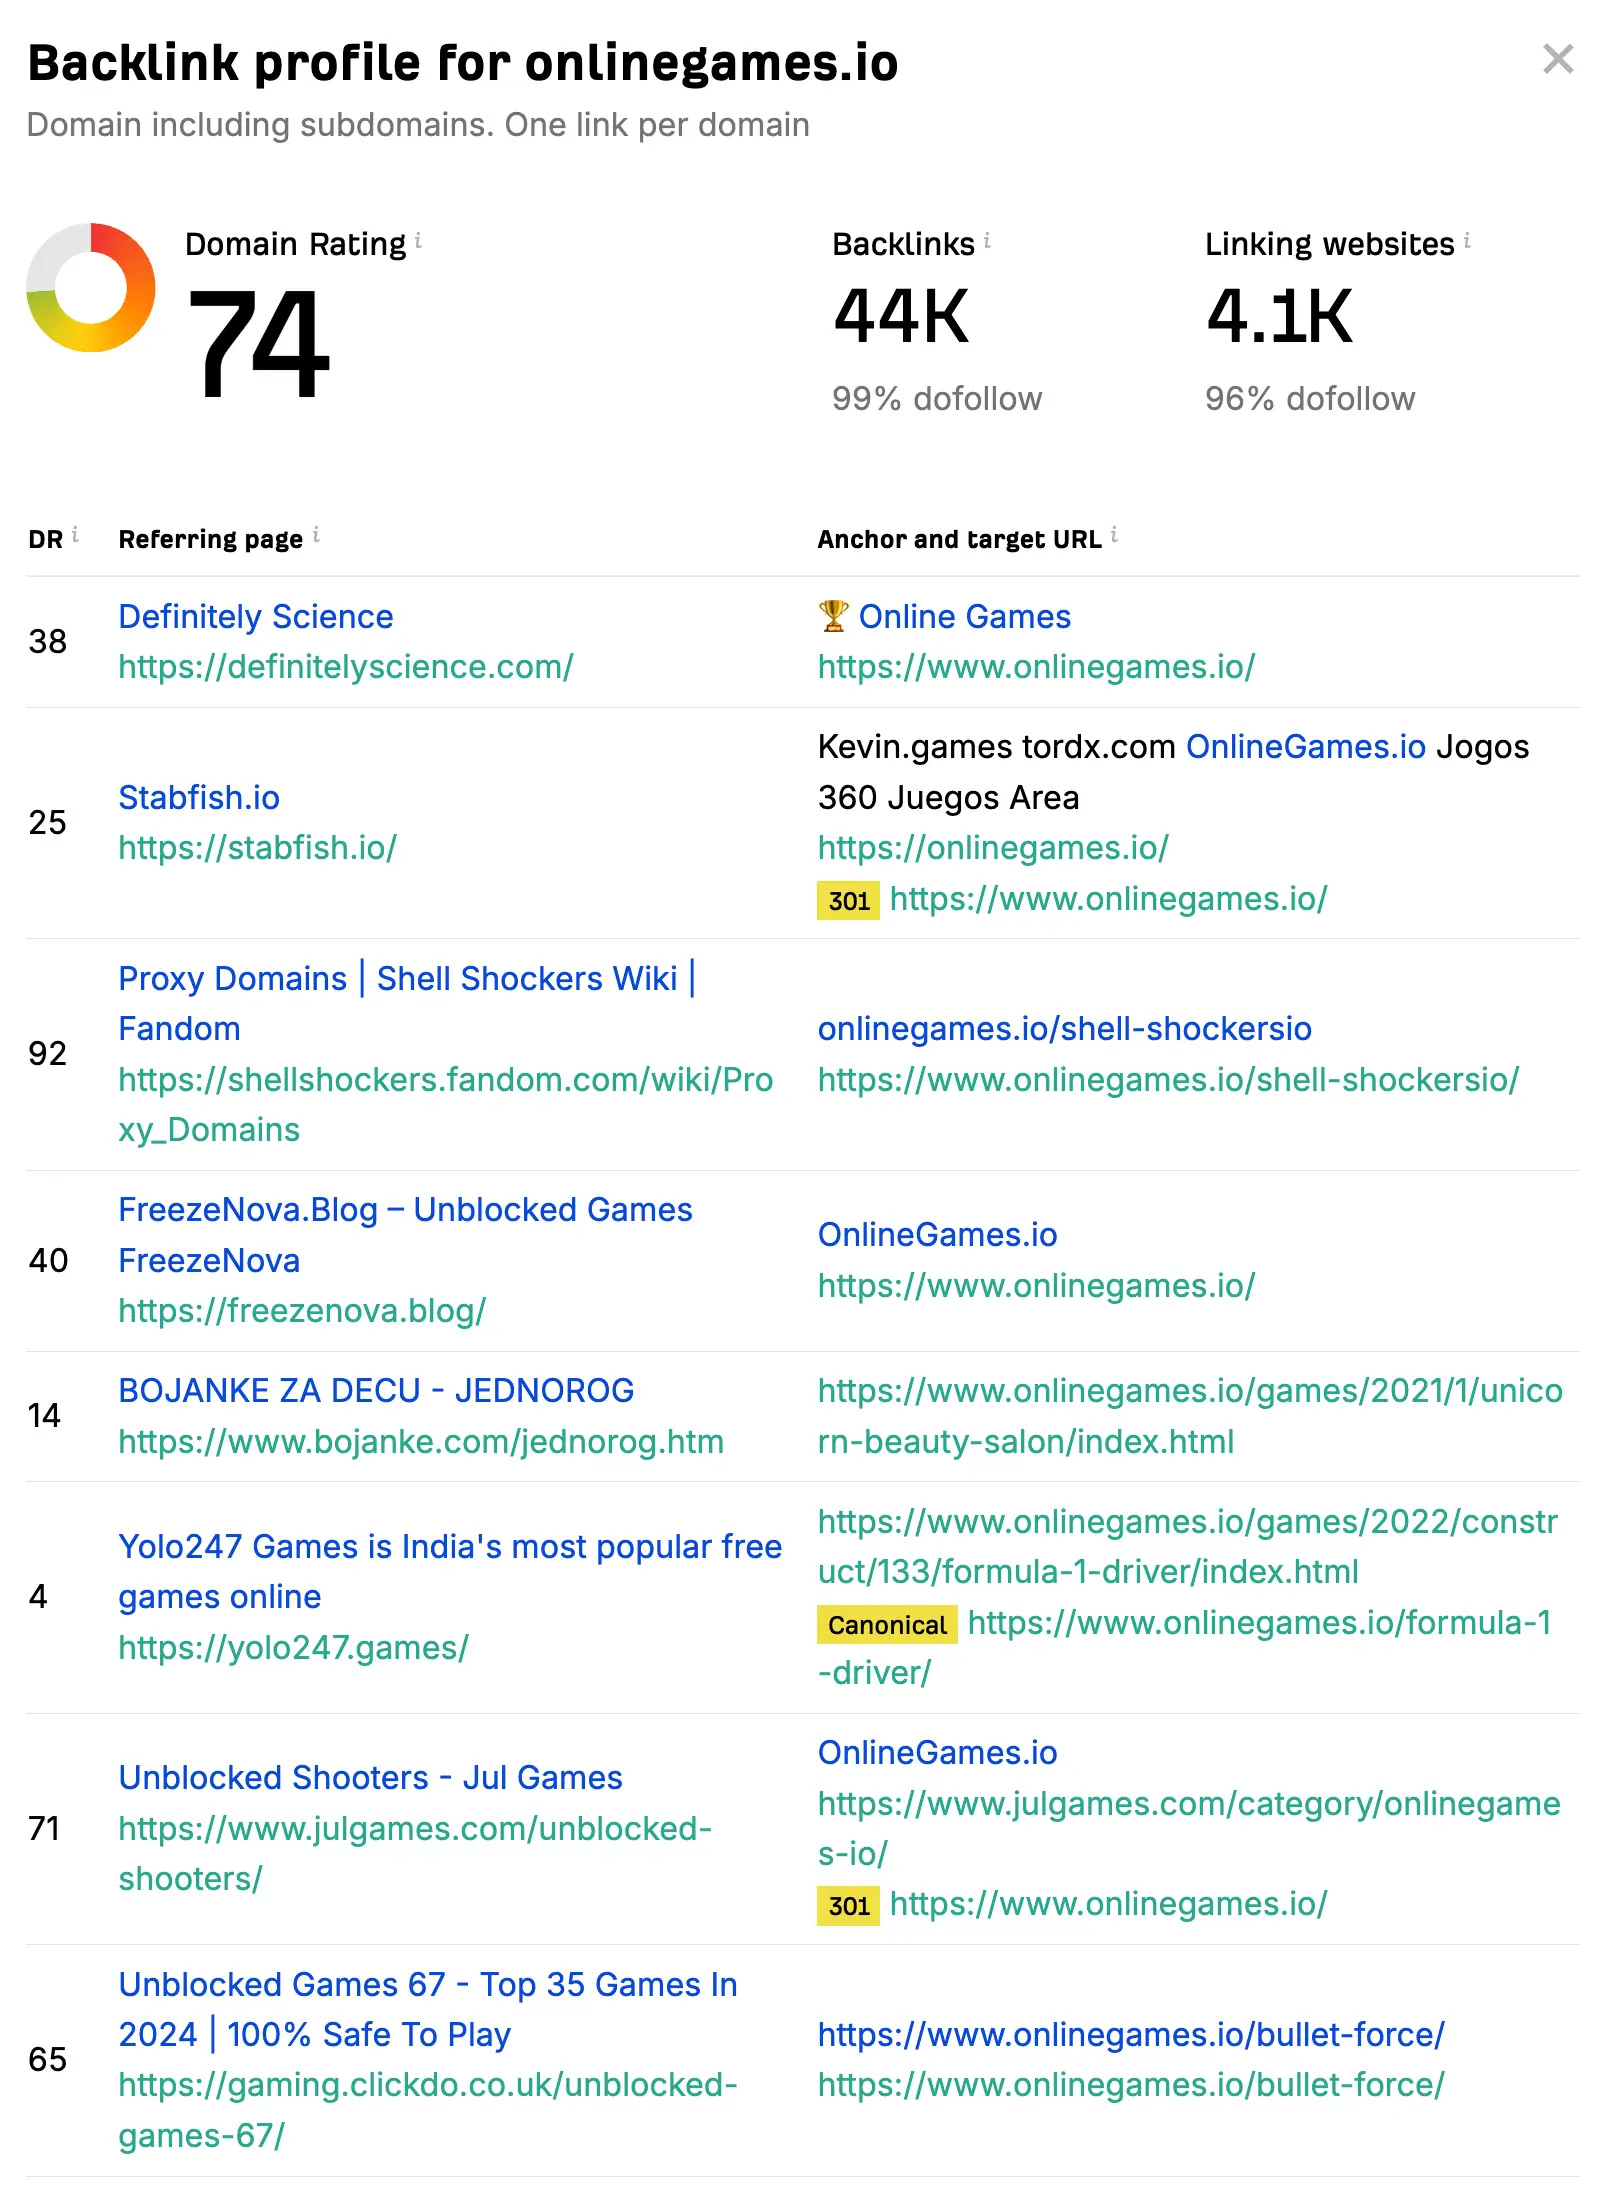 Backlink profile for onlinegames.io
Domain including subdomains. One link per domain
Domain Rating i
74
Backlinks i
44K
99% dofollow
Linking websites i
4.1K
96% dofollow
DR i Referring page i Anchor and target URL i
38
Definitely Science
https://definitelyscience.com/
🏆 Online Games
https://www.onlinegames.io/
25
Stabfish.io
https://stabfish.io/
Kevin.games tordx.com OnlineGames.io Jogos
360 Juegos Area
https://onlinegames.io/
301 https://www.onlinegames.io/
92
Proxy Domains | Shell Shockers Wiki |
Fandom
https://shellshockers.fandom.com/wiki/Pro
xy_Domains
onlinegames.io/shell-shockersio
https://www.onlinegames.io/shell-shockersio/
40
FreezeNova.Blog – Unblocked Games
FreezeNova
https://freezenova.blog/
OnlineGames.io
https://www.onlinegames.io/
14
BOJANKE ZA DECU - JEDNOROG
https://www.bojanke.com/jednorog.htm
https://www.onlinegames.io/games/2021/1/unico
rn-beauty-salon/index.html
4
Yolo247 Games is India's most popular free
games online
https://yolo247.games/
https://www.onlinegames.io/games/2022/constr
uct/133/formula-1-driver/index.html
Canonical https://www.onlinegames.io/formula-1
-driver/
71
Unblocked Shooters - Jul Games
https://www.julgames.com/unblocked-
shooters/
OnlineGames.io
https://www.julgames.com/category/onlinegame
s-io/
301 https://www.onlinegames.io/
65
Unblocked Games 67 - Top 35 Games In
2024 | 100% Safe To Play
https://gaming.clickdo.co.uk/unblocked-
games-67/
https://www.onlinegames.io/bullet-force/
https://www.onlinegames.io/bullet-force/